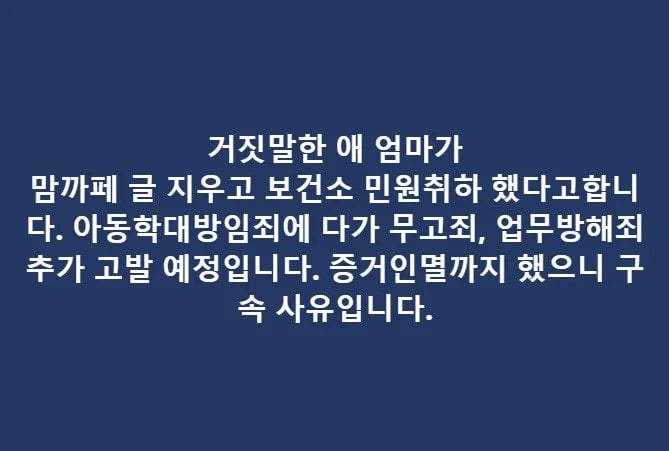 거짓말한 애 엄마가
맘까페 글 지우고 보건소 민원취하 했다고합니
다. 아동학대방임죄에 다가 무고죄, 업무방해죄
추가 고발 예정입니다. 증거인멸까지 했으니 구
속 사유입니다.